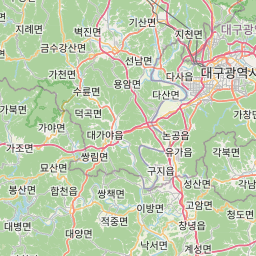 지례면
벽진면
기산면
지천면
대구광역시
금수강산면
선남면
가천면
용암면
다사읍
대구광역시
수륜면
다산면
가북면
덕곡면
가창면
가야면
대가야읍
논공읍
가조면
쌍림면
유가읍
각북면
묘산면
구지면
봉산면
합천읍
성산면
쌍책면
고암면
대병면
적중면
이방면
청도면
창녕읍
대양면
낙서면
계성면